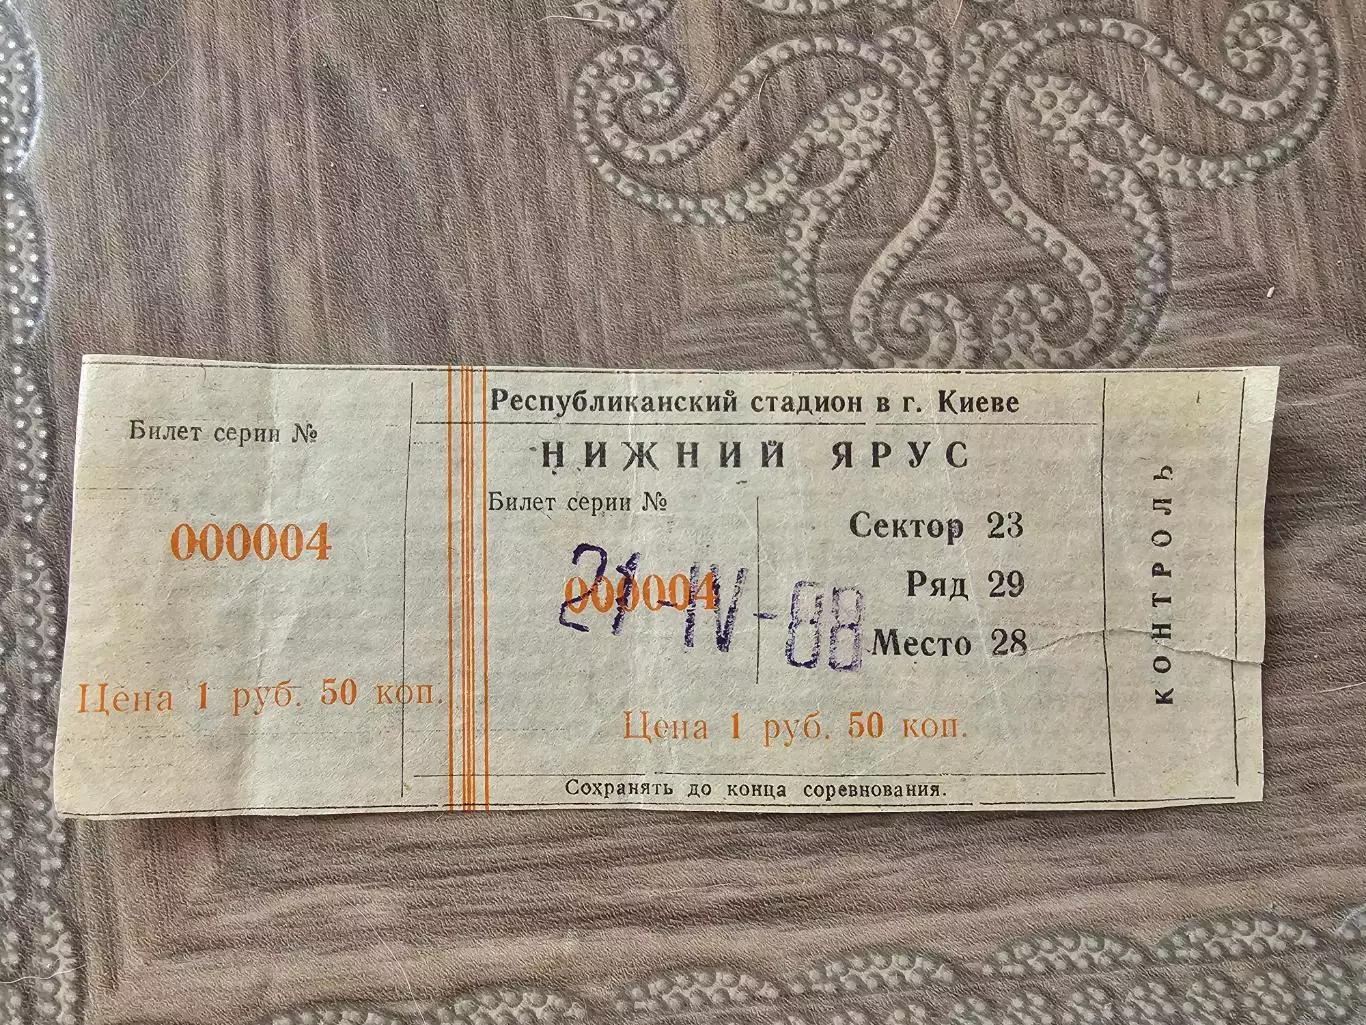 Билет серии №
000004
Цена 1 руб. 50 коп.
Республиканский стадион в г. Киеве
НИЖНИЙ ЯРУС
Билет серии №
000004
21-IV-88
Сектор 23
Ряд 29
Место 28
Цена 1 руб. 50 коп.
Сохранять до конца соревнования.
КОНТРОЛЬ